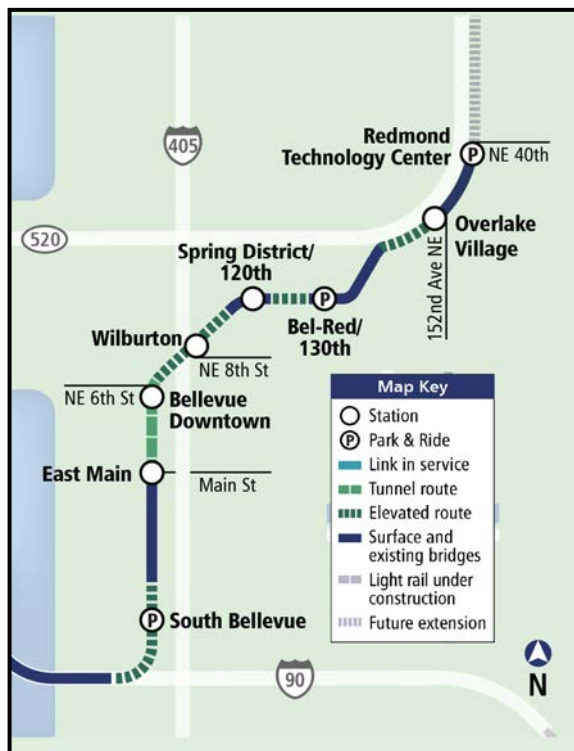 405
Redmond
Technology Center
P
NE 40th
520
Overlake
Village
152nd Ave NE
Spring District/
120th
P
Bel-Red/
130th
Wilburton
NE 8th St
NE 6th St
Bellevue
Downtown
East Main
Main St
P
South Bellevue
90
Map Key
Station
P
Park & Ride
Link in service
Tunnel route
Elevated route
Surface and
existing bridges
Light rail under
construction
Future extension
N